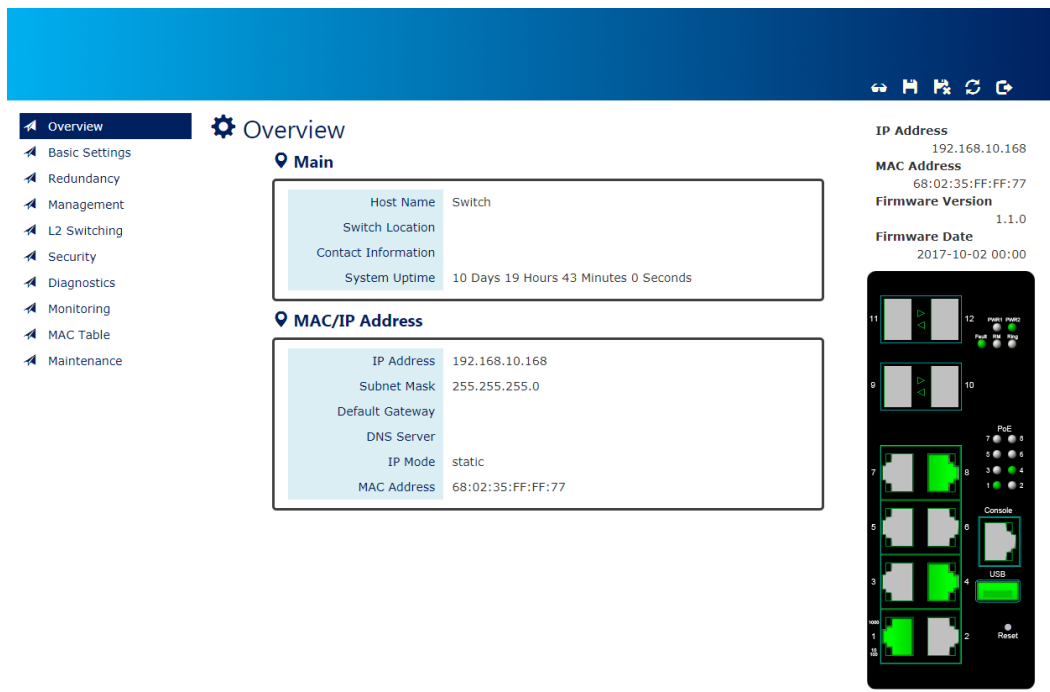 Overview
Basic Settings
Redundancy
Management
L2 Switching
Security
Diagnostics
Monitoring
MAC Table
Maintenance
Overview
Main
Host Name Switch
Switch Location
Contact Information
System Uptime 10 Days 19 Hours 43 Minutes 0 Seconds
MAC/IP Address
IP Address 192.168.10.168
Subnet Mask 255.255.255.0
Default Gateway
DNS Server
IP Mode static
MAC Address 68:02:35:FF:FF:77
IP Address
192.168.10.168
MAC Address
68:02:35:FF:FF:77
Firmware Version
1.1.0
Firmware Date
2017-10-02 00:00
11 12 PWR1 PWR2
Fault RM Ring
9 10
PoE
7 8
5 6
3 4
1 2
7 8
Console
5 6
USB
3 4
1000
1 2 Reset
10
100